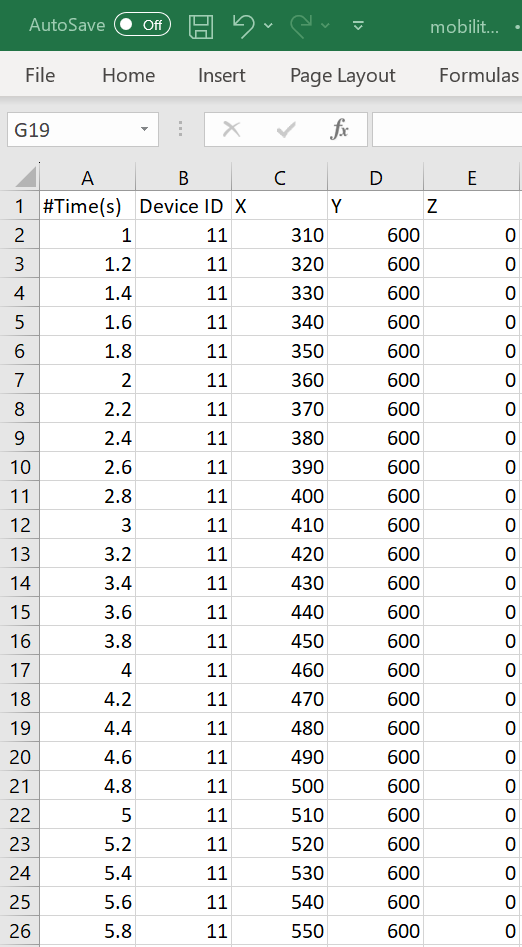 AutoSave Off mobilit... •
File Home Insert Page Layout Formulas
G19 fx
A B C D E
1 #Time(s) Device ID X Y Z
2 1 11 310 600 0
3 1.2 11 320 600 0
4 1.4 11 330 600 0
5 1.6 11 340 600 0
6 1.8 11 350 600 0
7 2 11 360 600 0
8 2.2 11 370 600 0
9 2.4 11 380 600 0
10 2.6 11 390 600 0
11 2.8 11 400 600 0
12 3 11 410 600 0
13 3.2 11 420 600 0
14 3.4 11 430 600 0
15 3.6 11 440 600 0
16 3.8 11 450 600 0
17 4 11 460 600 0
18 4.2 11 470 600 0
19 4.4 11 480 600 0
20 4.6 11 490 600 0
21 4.8 11 500 600 0
22 5 11 510 600 0
23 5.2 11 520 600 0
24 5.4 11 530 600 0
25 5.6 11 540 600 0
26 5.8 11 550 600 0